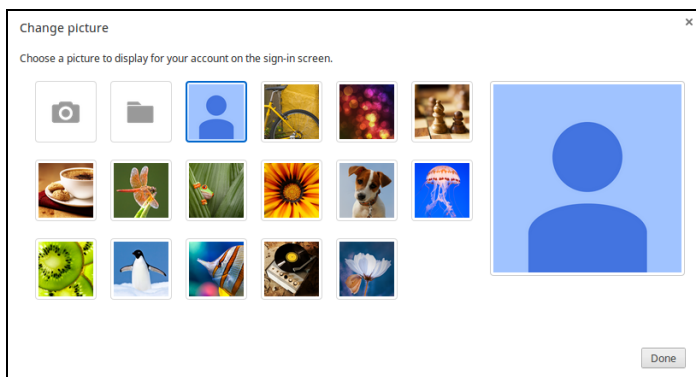 Change picture
×
Choose a picture to display for your account on the sign-in screen.
Done